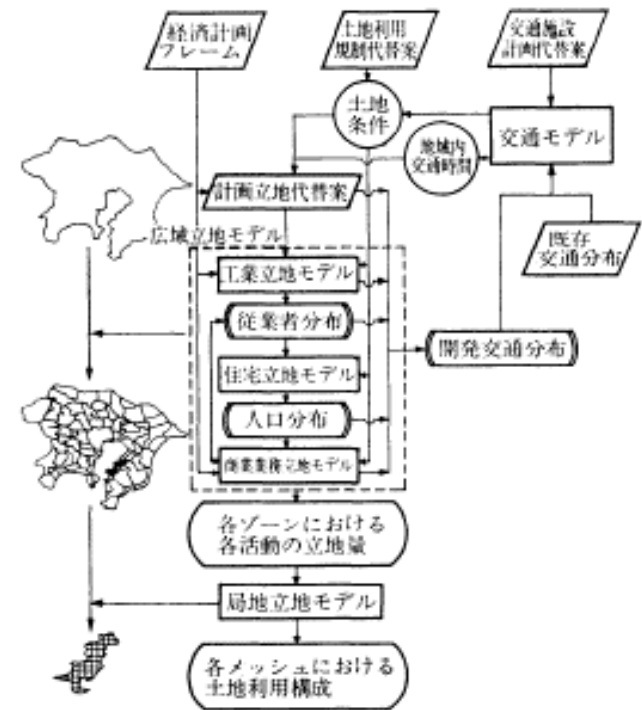 経済計画
フレーム
土地利用
規制代替案
交通施設
計画代替案
土地
条件
交通モデル
地域内
交通時間
計画立地代替案
広域立地モデル
既存
交通分布
工業立地モデル
従業者分布
開発交通分布
住宅立地モデル
人口分布
商業業務立地モデル
各ゾーンにおける
各活動の立地量
局地立地モデル
各メッシュにおける
土地利用構成